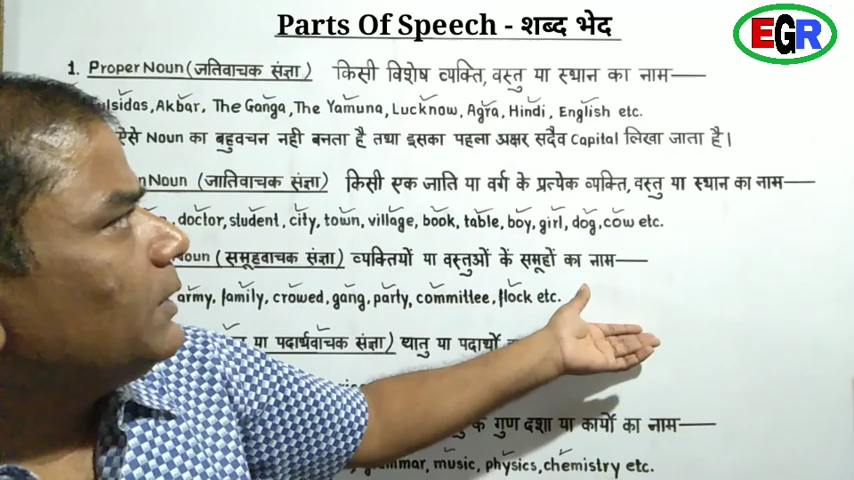 Parts Of Speech - शब्द भेद
EGR
1. Proper Noun (जतिवाचक संज्ञा) किसी विशेष व्यक्ति, वस्तु या स्थान का नाम—
Akbar, The Ganga, The Yamuna, Lucknow, Agra, Hindi, English etc.
ऐसे Noun का बहुवचन नही बनता है तथा इसका पहला अक्षर सदैव Capital लिखा जाता है।
Noun (जातिवाचक संज्ञा) किसी एक जाति या वर्ग के प्रत्येक व्यक्ति, वस्तु या स्थान का नाम—
doctor, student, city, town, village, book, table, boy, girl, dog, cow etc.
Noun (समूहवाचक संज्ञा) व्यक्तियों या वस्तुओं कें समूहों का नाम—
army, family, crowed, gang, party, committee, flock etc.
या पदार्थवाचक संज्ञा) ध्यातु या पदार्थो
के गुण दशा या कार्यो का नाम—
grammar, music, physics, chemistry etc.